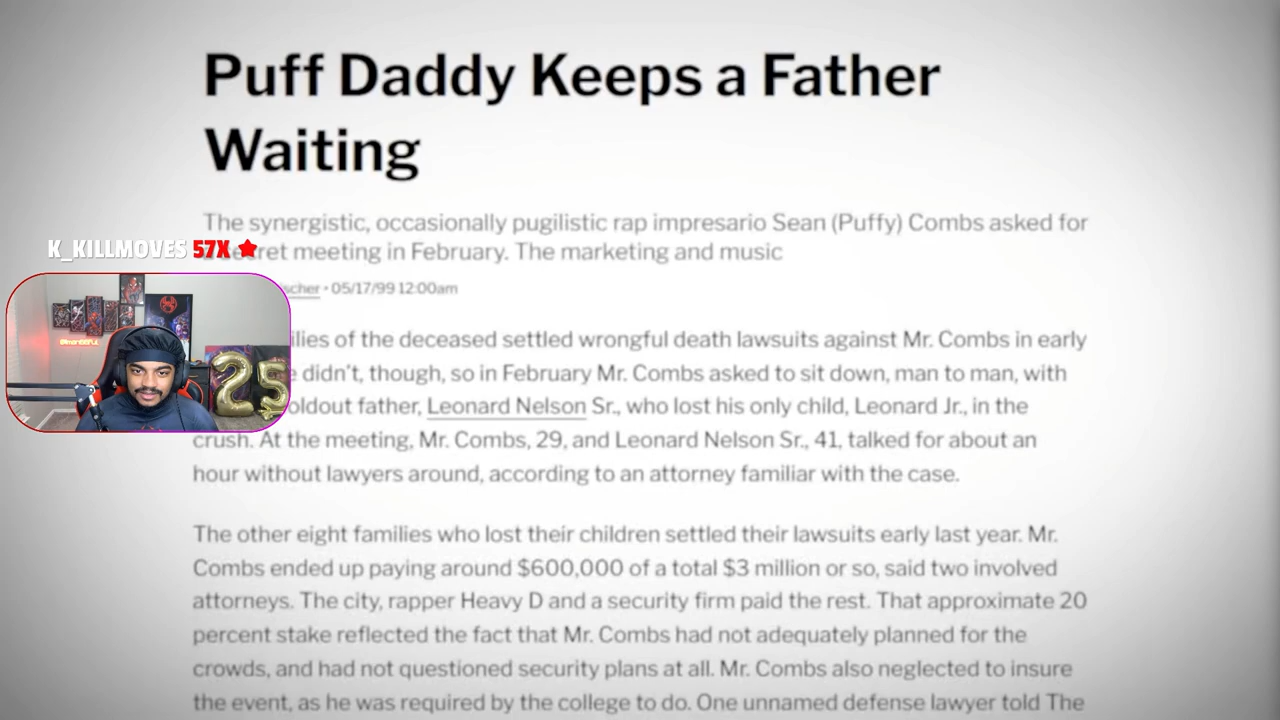 Puff Daddy Keeps a Father
Waiting
The synergistic, occasionally pugilistic rap impresario Sean (Puffy) Combs asked for
meeting in February. The marketing and music
K_KILLMOVES 57X
05/17/99 12:00am
of the deceased settled wrongful death lawsuits against Mr. Combs in early
didn't, though, so in February Mr. Combs asked to sit down, man to man, with
father, Leonard Nelson Sr., who lost his only child, Leonard Jr., in the
crush. At the meeting, Mr. Combs, 29, and Leonard Nelson Sr., 41, talked for about an
hour without lawyers around, according to an attorney familiar with the case.
25
The other eight families who lost their children settled their lawsuits early last year. Mr.
Combs ended up paying around $600,000 of a total $3 million or so, said two involved
attorneys. The city, rapper Heavy D and a security firm paid the rest. That approximate 20
percent stake reflected the fact that Mr. Combs had not adequately planned for the
crowds, and had not questioned security plans at all. Mr. Combs also neglected to insure
the event, as he was required by the college to do. One unnamed defense lawyer told The